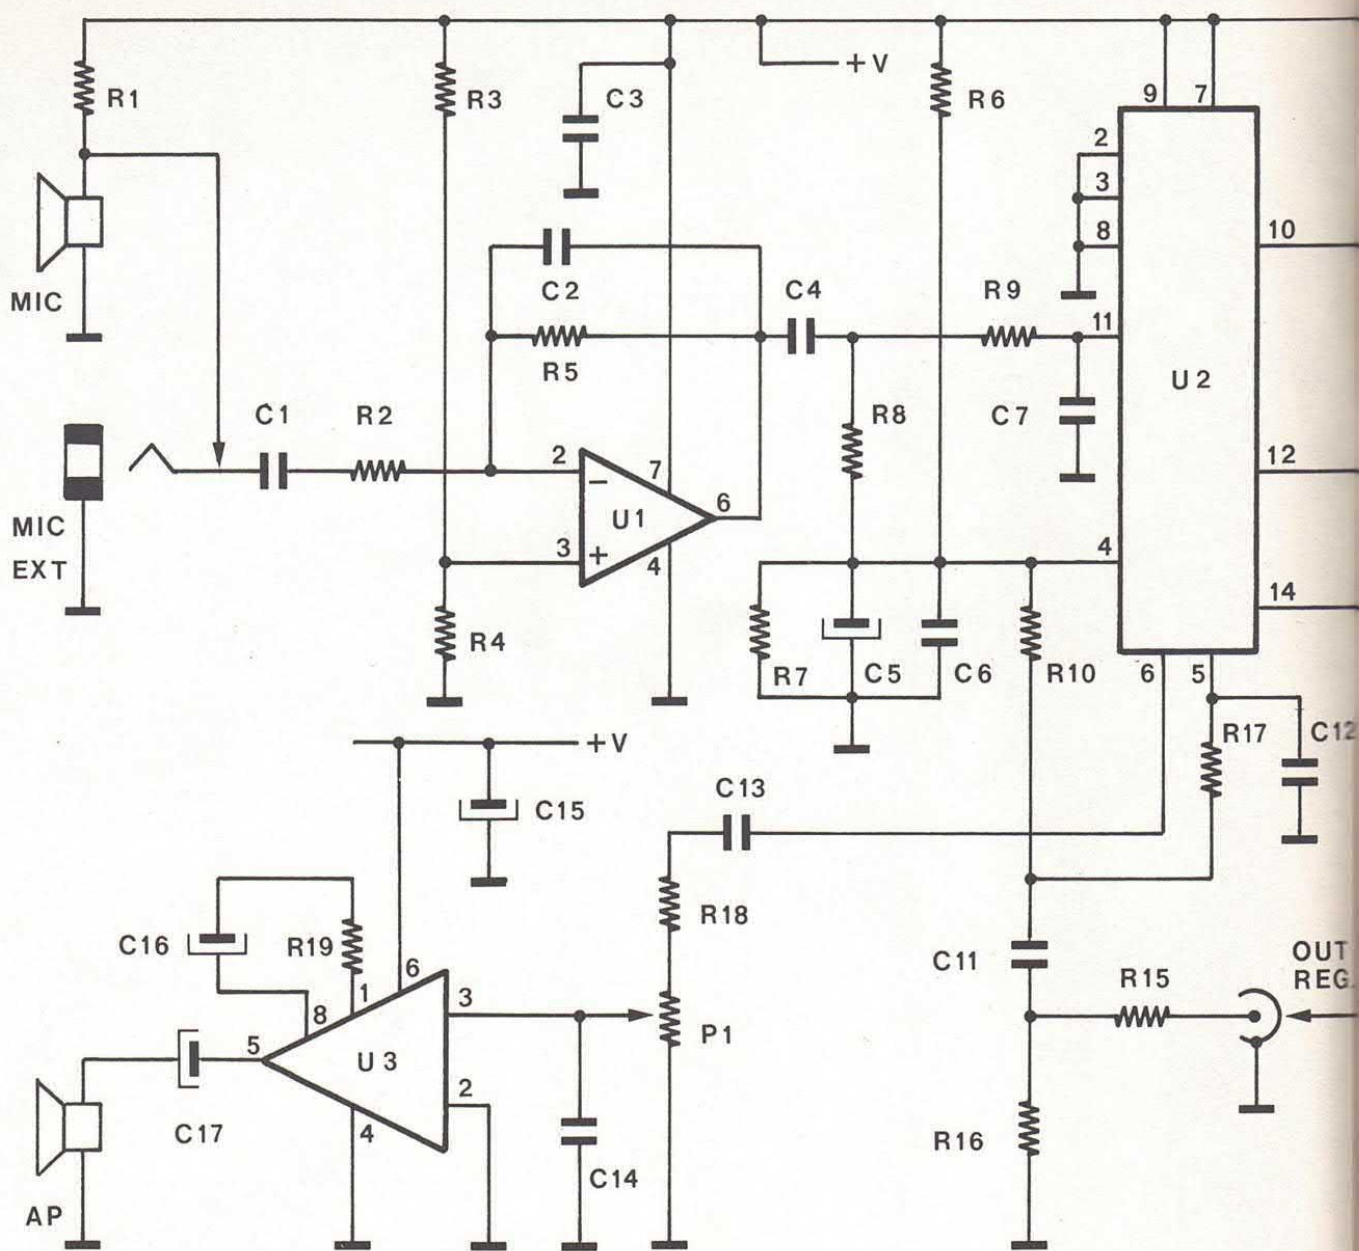 +V
R1
R3
C3
R6
9 7
2
3
8
10
MIC
C2
C4
R9
11
R5
U2
C1
R2
R8
C7
2
7
12
−
6
MIC
EXT
U1
3
+
4
4
14
R4
R7
C5
C6
R10
6 5
+V
R17
C12
C13
C15
R18
C16
R19
6
C11
OUT
REG.
1
3
R15
8
P1
5
U3
2
C17
4
R16
C14
AP